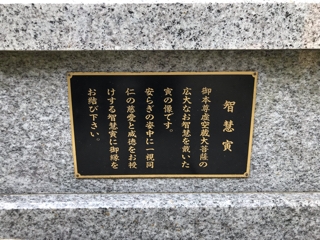 智慧寅
御本尊虚空蔵大菩薩の
広大なお智慧を戴いた
寅の像です。
安らぎの姿中に一視同
仁の慈愛と威徳をお授
けする智慧寅に御縁を
お結び下さい。